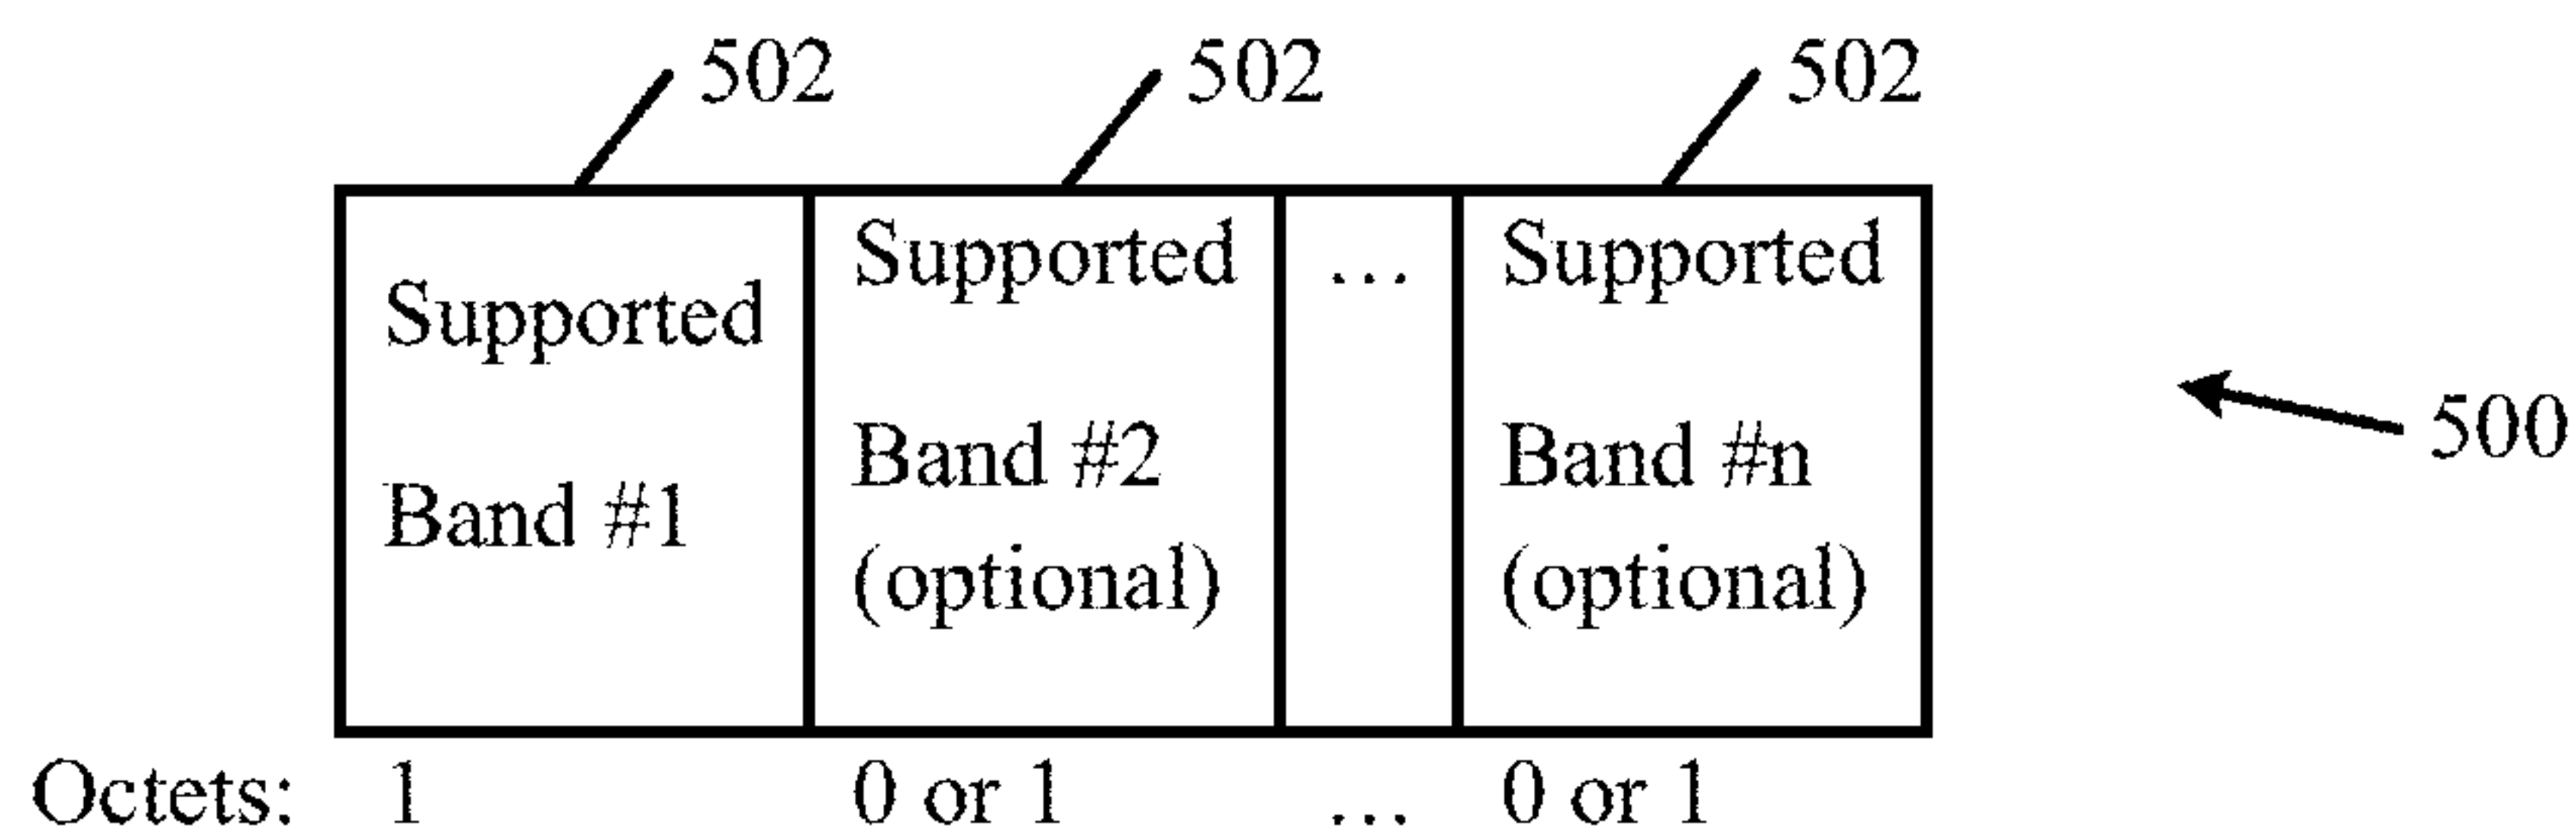 502 502 502
Supported
Band #1
Supported
Band #2
(optional)
...
Supported
Band #n
(optional)
500
Octets: 1 0 or 1 ... 0 or 1